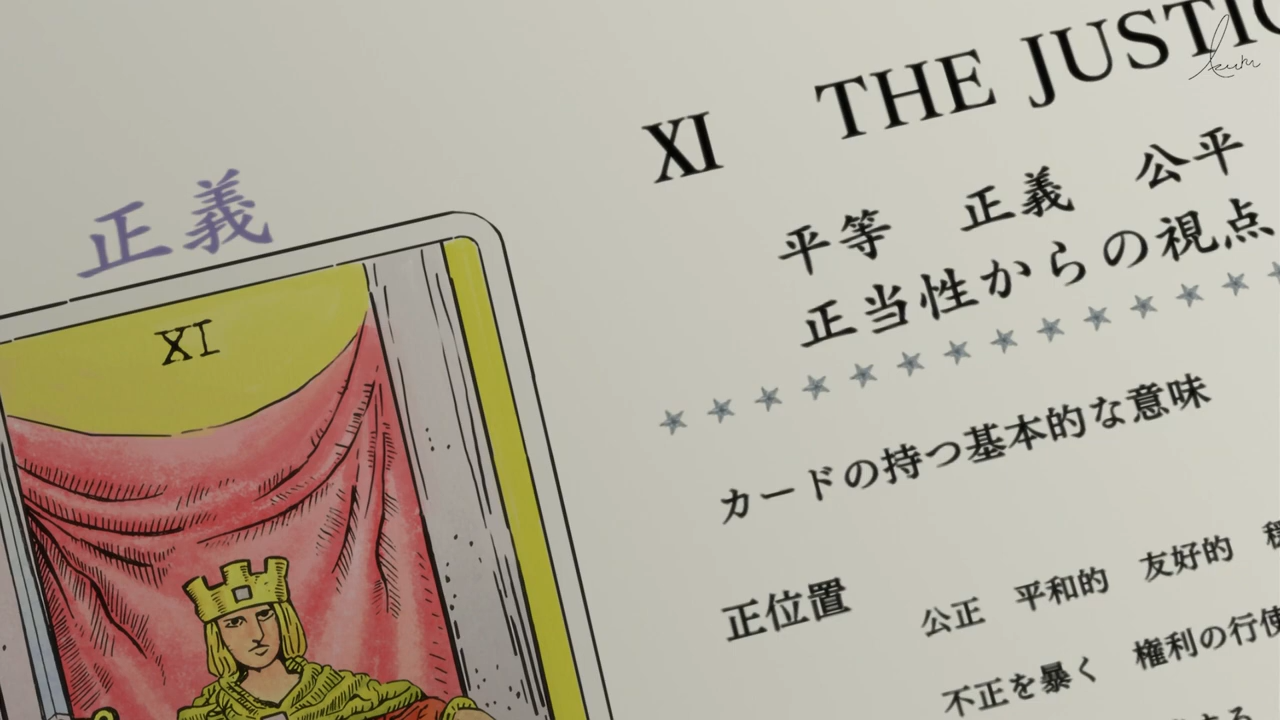 正義
XI
XI THE JUSTIC
平等 正義 公平
正当性からの視点
★★★★★★★★★★★★★★
カードの持つ基本的な意味
正位置 公正 平和的 友好的
不正を暴く 権利の行使